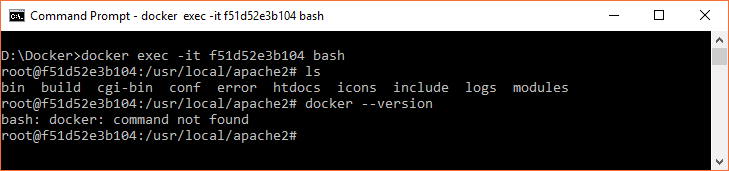 Command Prompt - docker exec -it f51d52e3b104 bash
D:\Docker>docker exec -it f51d52e3b104 bash
root@f51d52e3b104:/usr/local/apache2# ls
bin  build  cgi-bin  conf  error  htdocs  icons  include  logs  modules
root@f51d52e3b104:/usr/local/apache2# docker --version
bash: docker: command not found
root@f51d52e3b104:/usr/local/apache2#